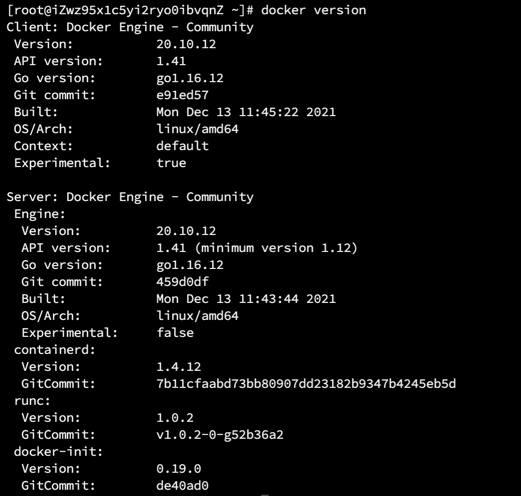 [root@iZwz95x1c5yi2ryo0ibvqnZ ~]# docker version
Client: Docker Engine - Community
Version: 20.10.12
API version: 1.41
Go version: go1.16.12
Git commit: e91ed57
Built: Mon Dec 13 11:45:22 2021
OS/Arch: linux/amd64
Context: default
Experimental: true

Server: Docker Engine - Community
Engine:
Version: 20.10.12
API version: 1.41 (minimum version 1.12)
Go version: go1.16.12
Git commit: 459d0df
Built: Mon Dec 13 11:43:44 2021
OS/Arch: linux/amd64
Experimental: false
containerd:
Version: 1.4.12
GitCommit: 7b11cfaabd73bb80907dd23182b9347b4245eb5d
runc:
Version: 1.0.2
GitCommit: v1.0.2-0-g52b36a2
docker-init:
Version: 0.19.0
GitCommit: de40ad0